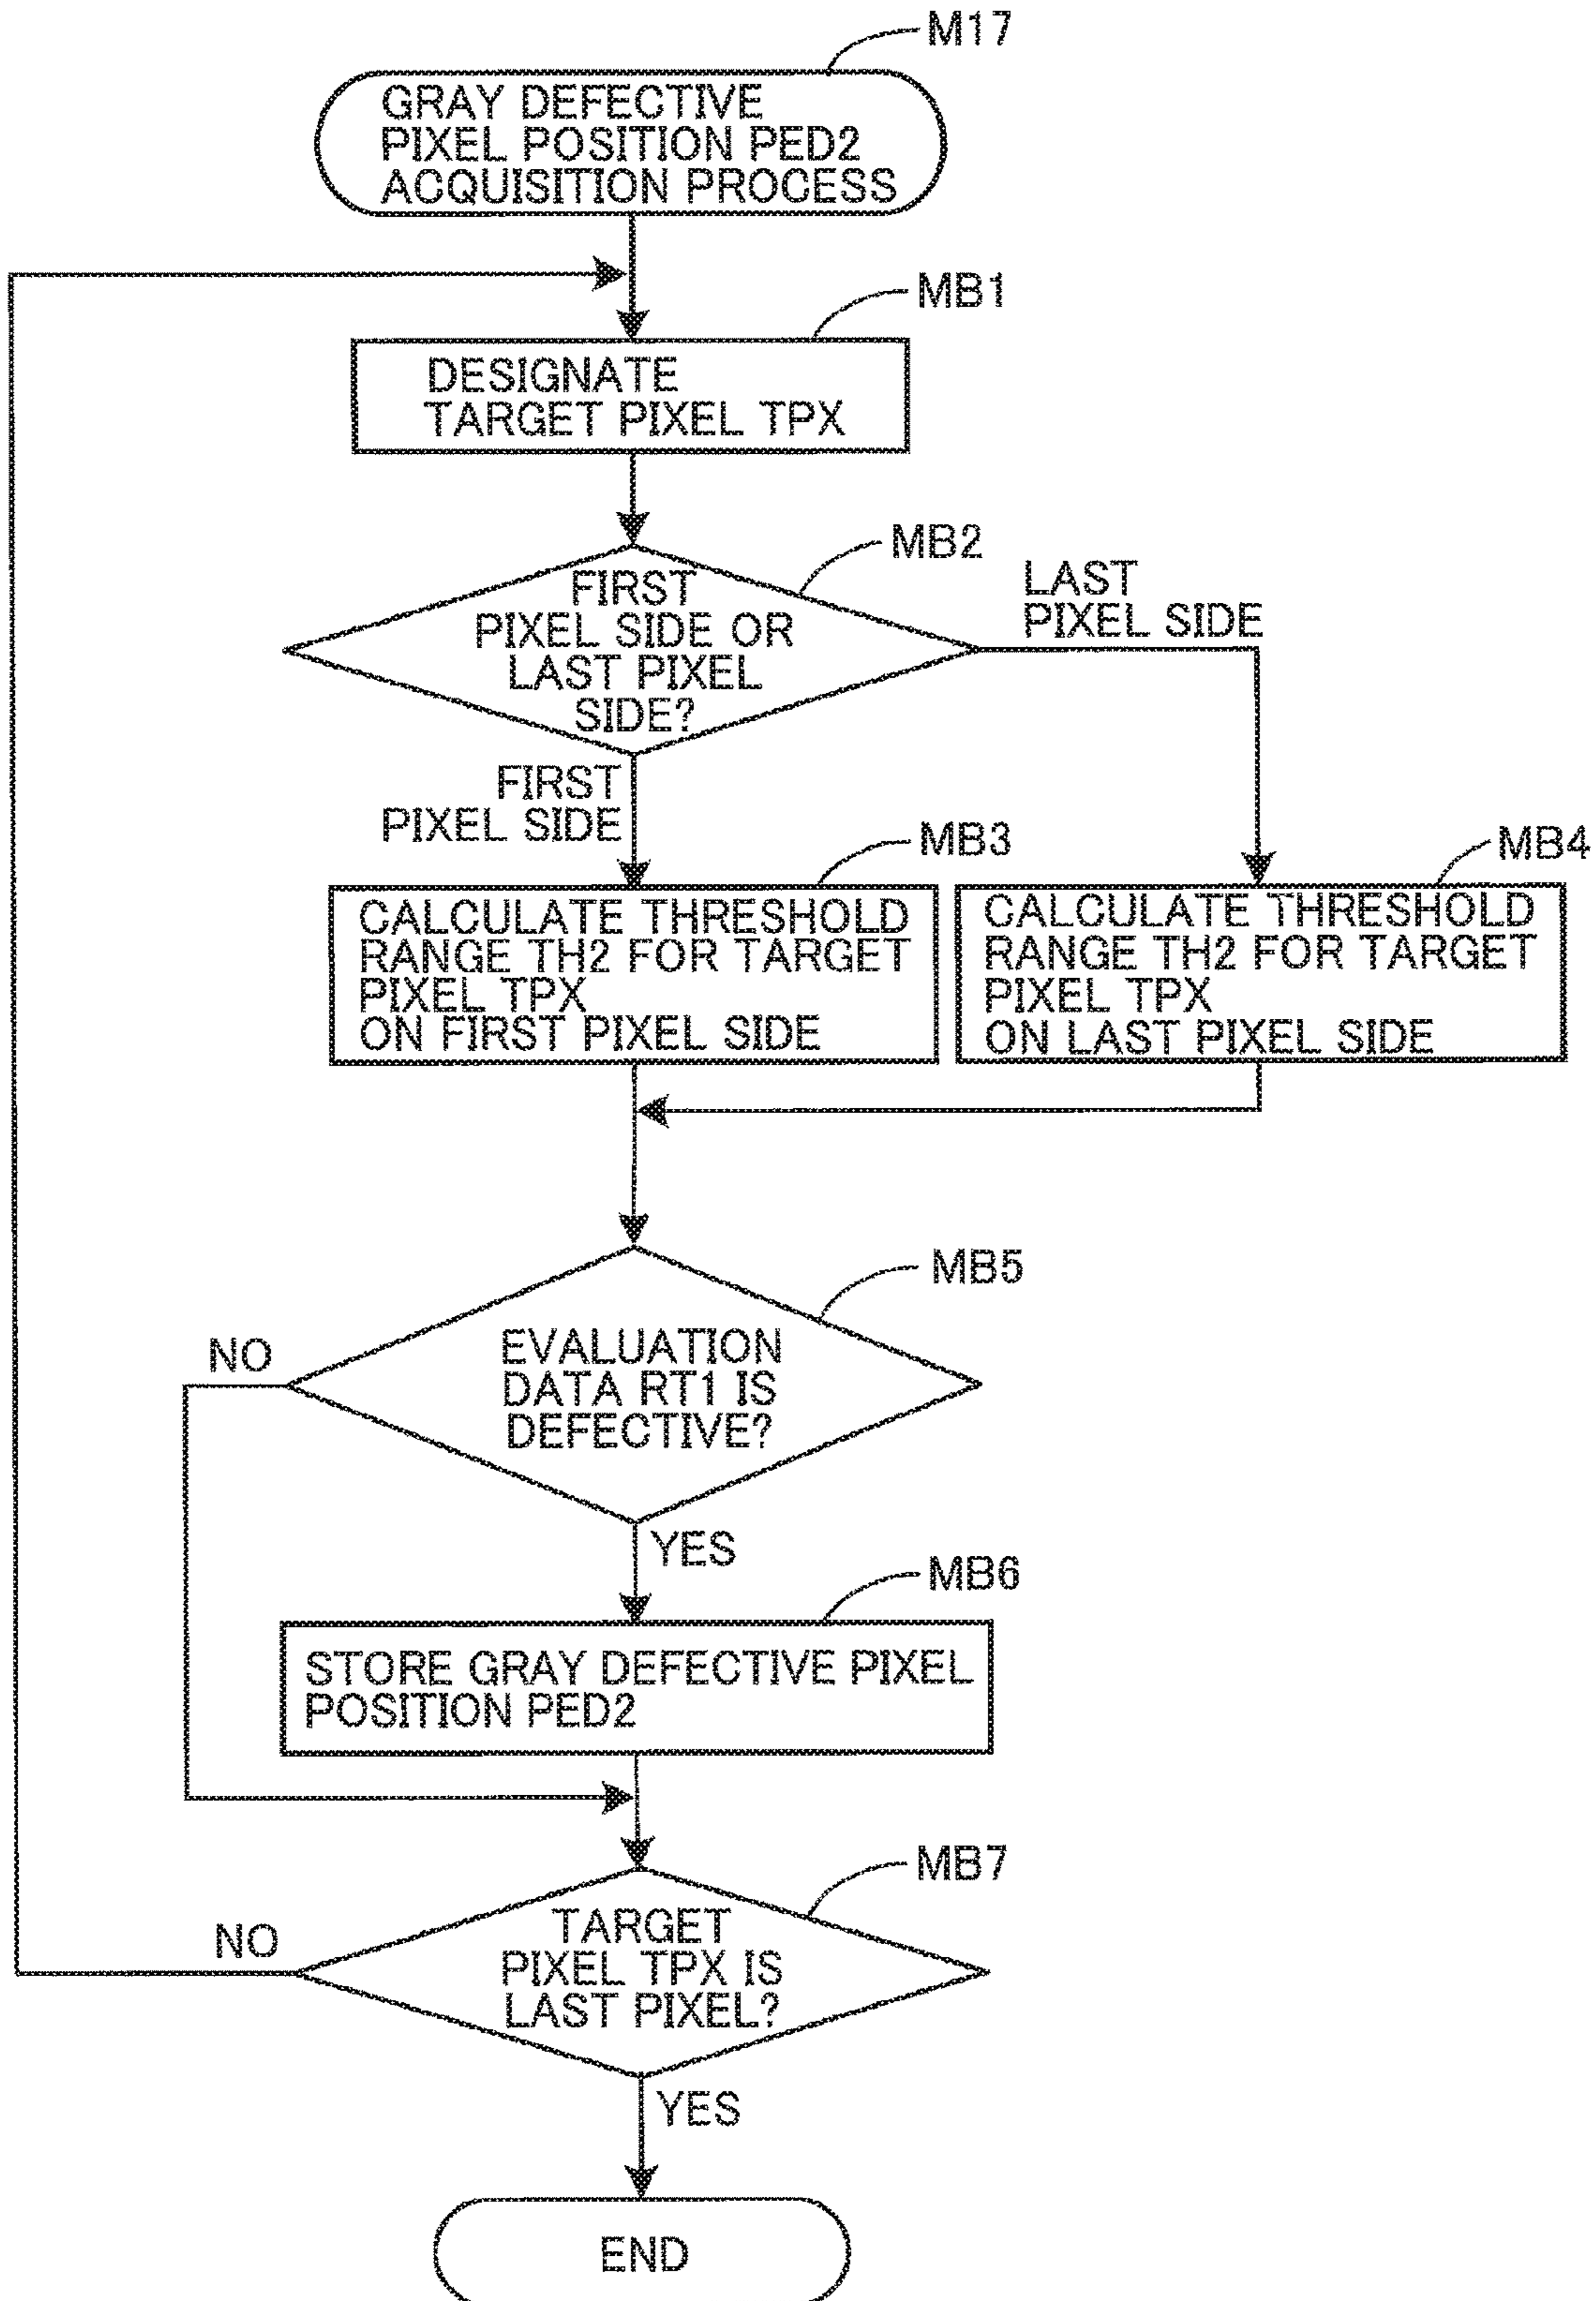 M17
GRAY DEFECTIVE
PIXEL POSITION PED2
ACQUISITION PROCESS
MB1
DESIGNATE
TARGET PIXEL TPX
MB2
FIRST
PIXEL SIDE OR
LAST PIXEL
SIDE?
LAST
PIXEL SIDE
FIRST
PIXEL SIDE
MB3
CALCULATE THRESHOLD
RANGE TH2 FOR TARGET
PIXEL TPX
ON FIRST PIXEL SIDE
MB4
CALCULATE THRESHOLD
RANGE TH2 FOR TARGET
PIXEL TPX
ON LAST PIXEL SIDE
MB5
EVALUATION
DATA RT1 IS
DEFECTIVE?
NO
YES
MB6
STORE GRAY DEFECTIVE PIXEL
POSITION PED2
MB7
TARGET
PIXEL TPX IS
LAST PIXEL?
NO
YES
END